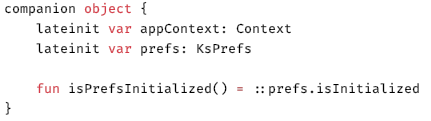 companion object {
    lateinit var appContext: Context
    lateinit var prefs: KsPrefs

    fun isPrefsInitialized() = ::prefs.isInitialized
}